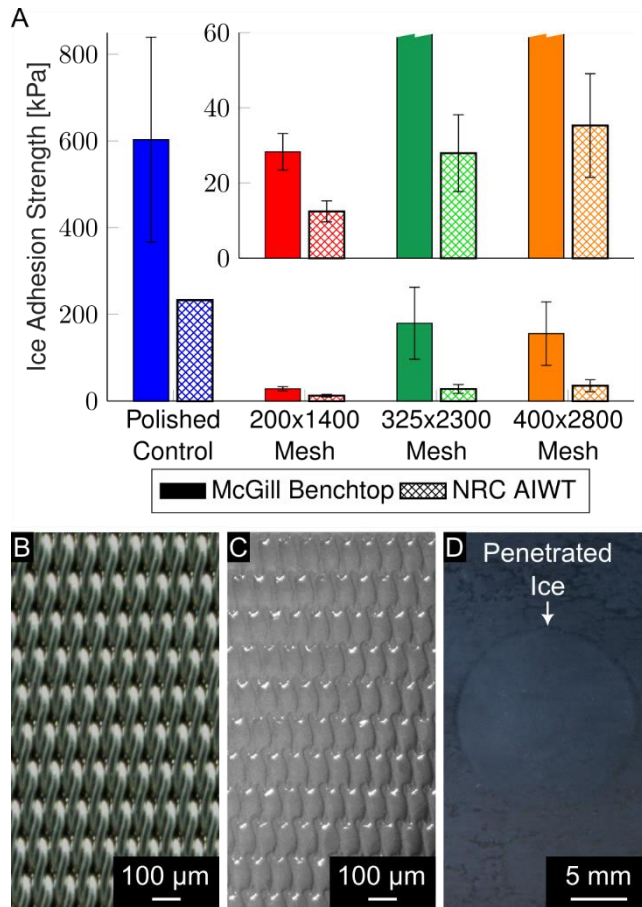 A
Ice Adhesion Strength [kPa]
800
600
400
200
0
60
40
20
0
Polished
Control
200x1400
Mesh
325x2300
Mesh
400x2800
Mesh
McGill Benchtop
NRC AIWT
B
100 µm
C
100 µm
D
Penetrated
Ice
5 mm